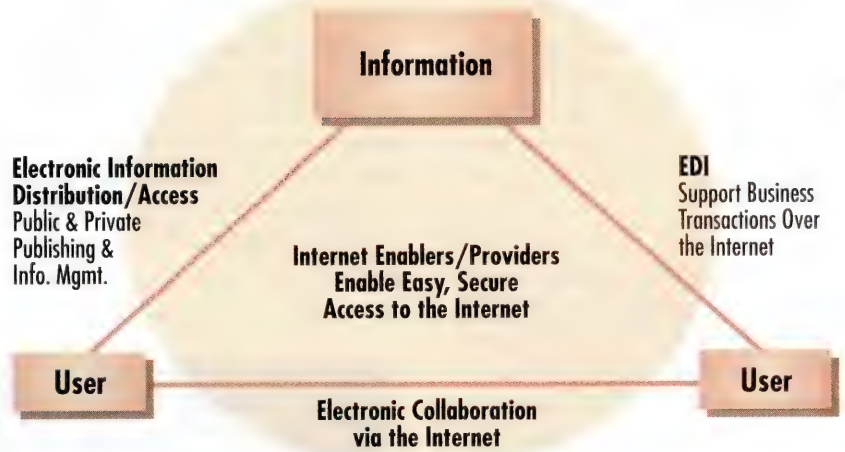 Information
Electronic Information
Distribution/Access
Public & Private
Publishing &
Info. Mgmt.
EDI
Support Business
Transactions Over
the Internet
Internet Enablers/Providers
Enable Easy, Secure
Access to the Internet
User
User
Electronic Collaboration
via the Internet